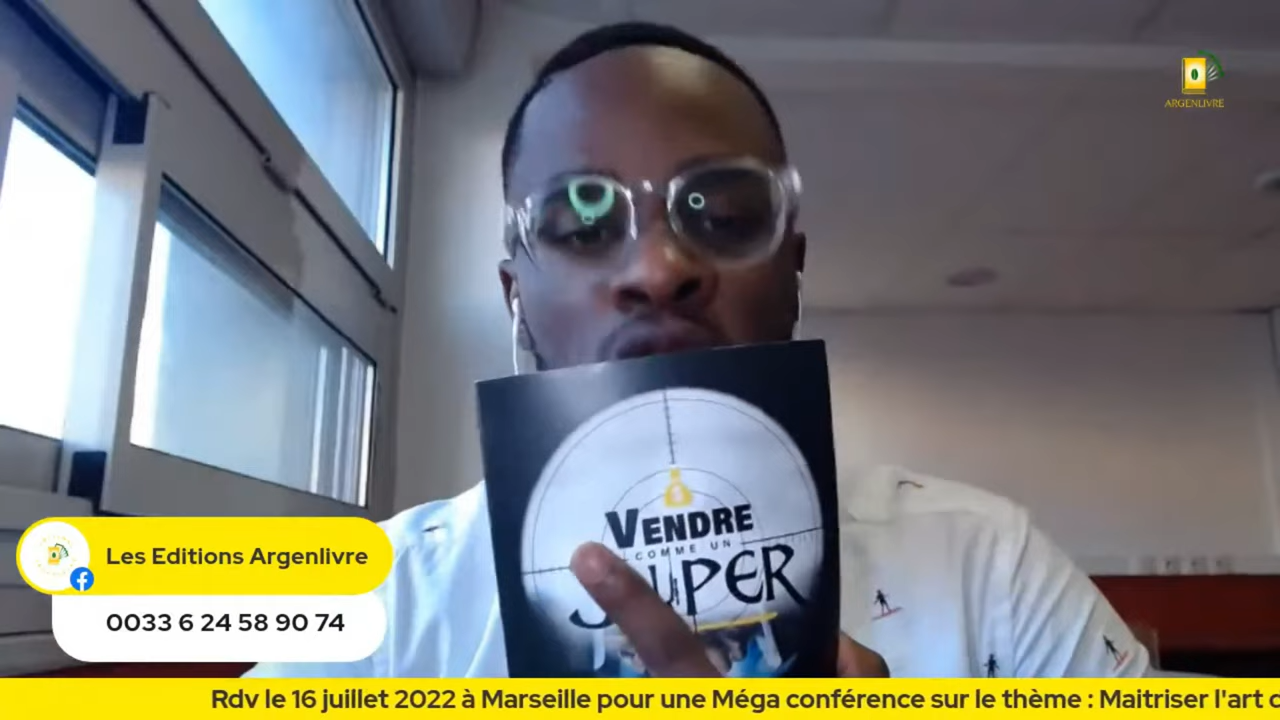 ARGENLIVRE
VENDRE
COMME UN
SUPER
Les Editions Argenlivre
0033 6 24 58 90 74
Rdv le 16 juillet 2022 à Marseille pour une Méga conférence sur le thème : Maitriser l'art